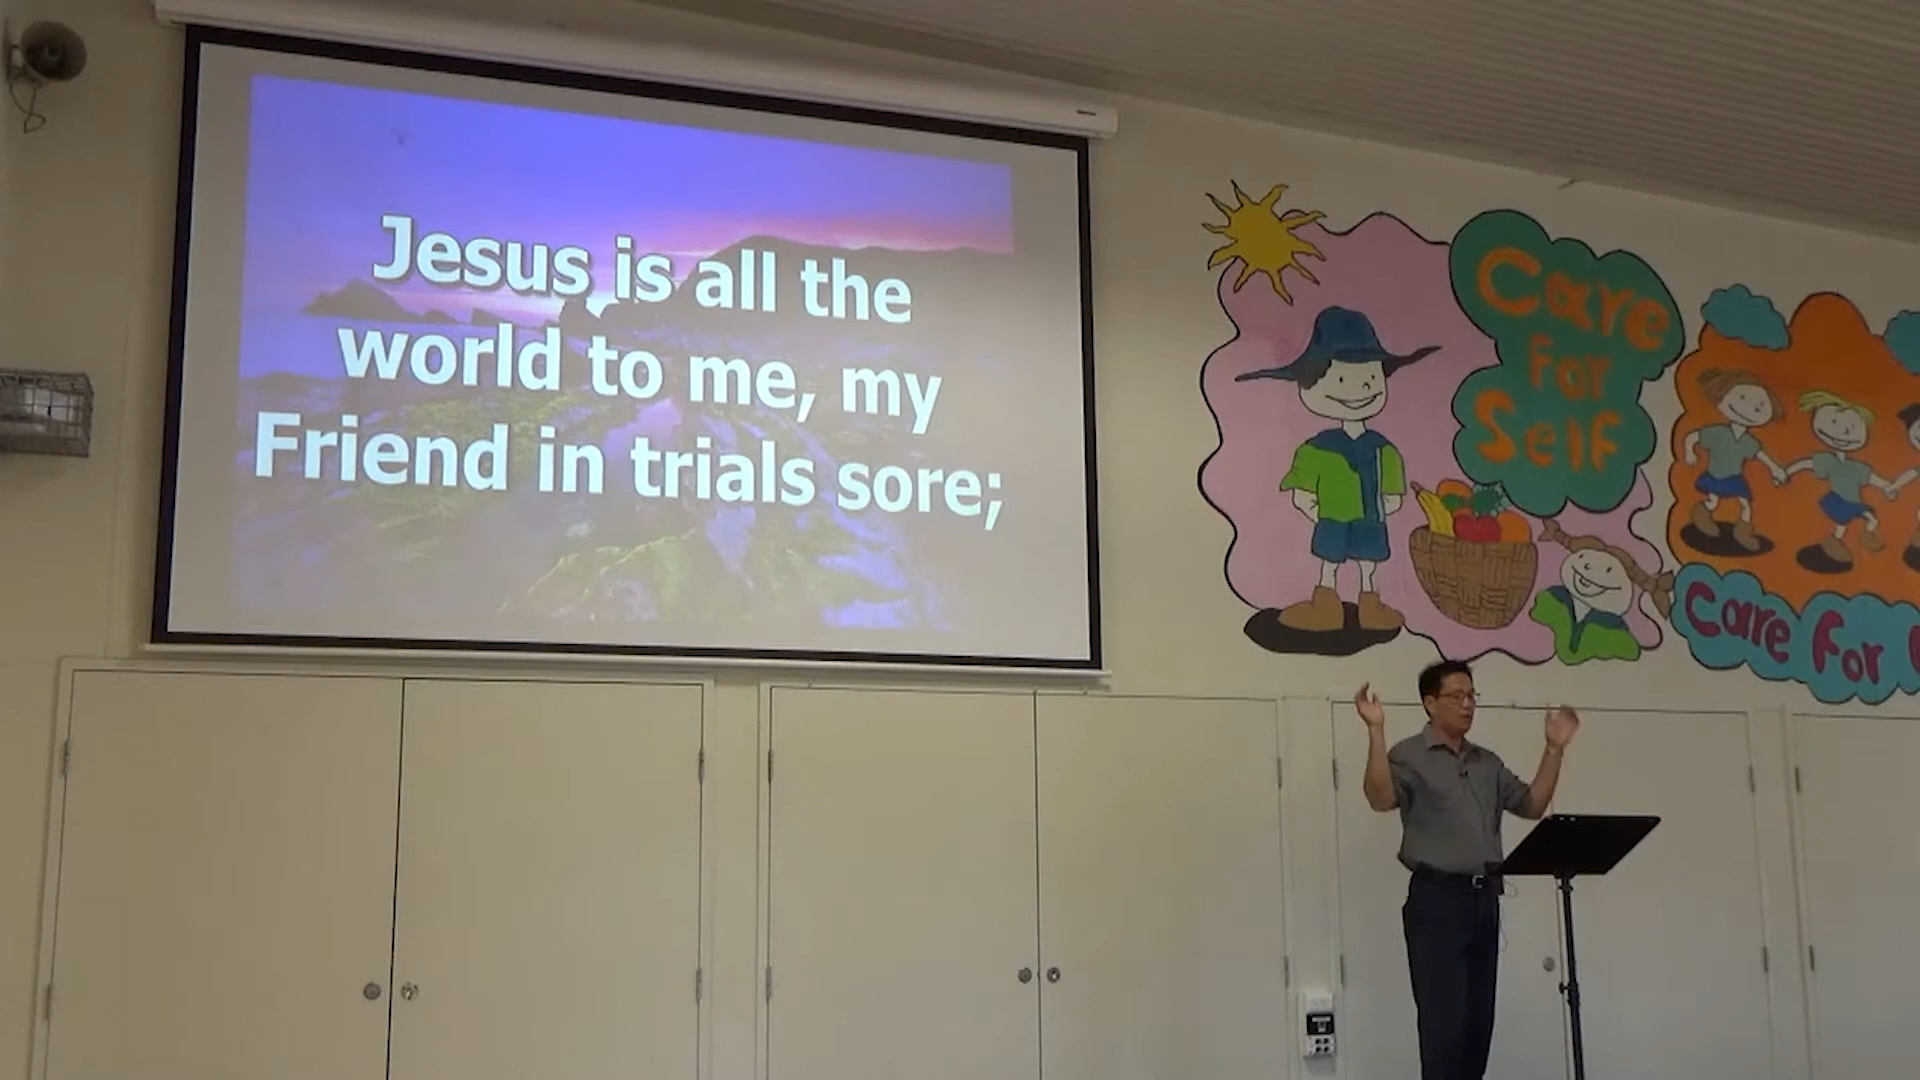 Jesus is all the
world to me, my
Friend in trials sore;
Care
For
Self
Care For